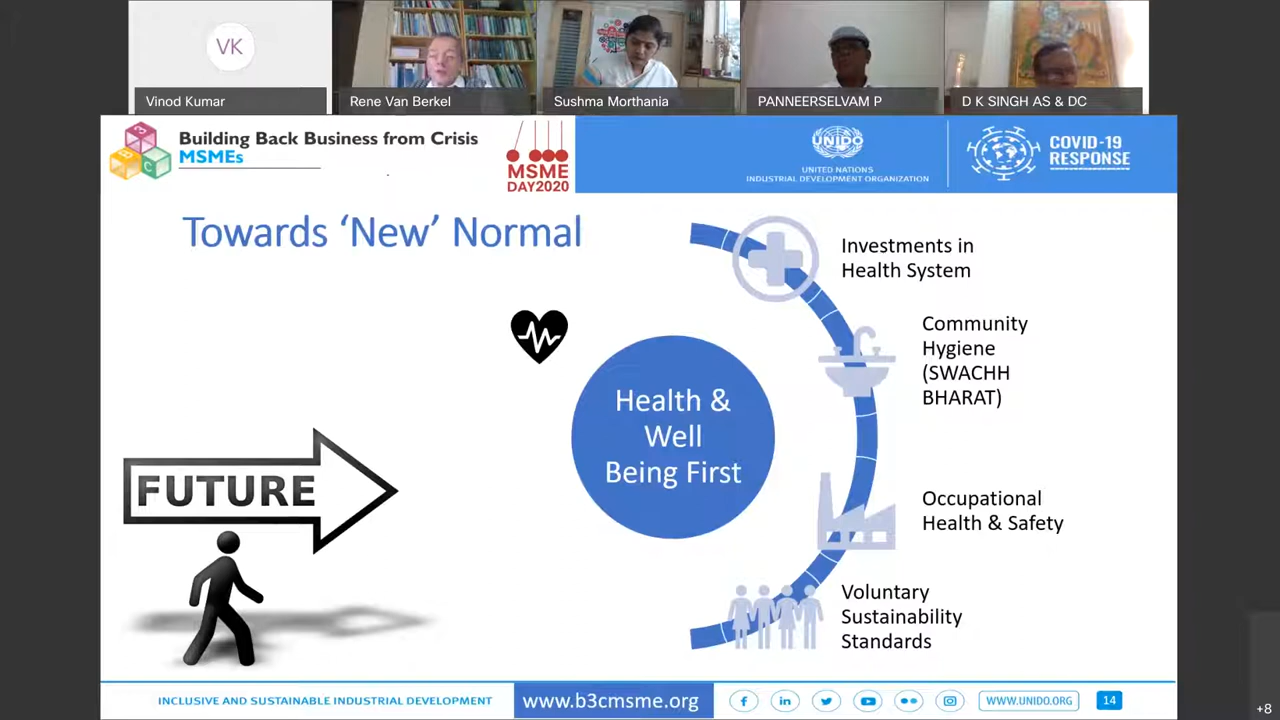 VK
Vinod Kumar
Rene Van Berkel
Sushma Morthania
PANNEERSELVAM P
D K SINGH AS & DC
Building Back Business from Crisis
MSMEs
MSME
DAY2020
UNIDO
UNITED NATIONS
INDUSTRIAL DEVELOPMENT ORGANIZATION
COVID-19
RESPONSE
Towards ‘New’ Normal
Investments in
Health System
Community
Hygiene
(SWACHH
BHARAT)
Health &
Well
Being First
FUTURE
Occupational
Health & Safety
Voluntary
Sustainability
Standards
INCLUSIVE AND SUSTAINABLE INDUSTRIAL DEVELOPMENT
www.b3cmsme.org
WWW.UNIDO.ORG
14
+8